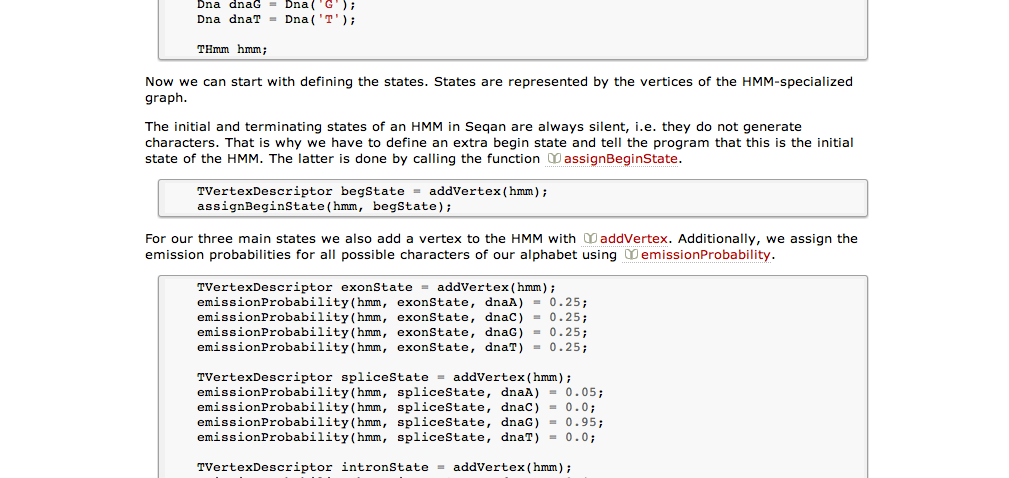 Dna dnaG = Dna('G');
Dna dnaT = Dna('T');
THmm hmm;
Now we can start with defining the states. States are represented by the vertices of the HMM-specialized
graph.
The initial and terminating states of an HMM in Seqan are always silent, i.e. they do not generate
characters. That is why we have to define an extra begin state and tell the program that this is the initial
state of the HMM. The latter is done by calling the function assignBeginState.
TVertexDescriptor begState = addVertex(hmm);
assignBeginState(hmm, begState);
For our three main states we also add a vertex to the HMM with addVertex. Additionally, we assign the
emission probabilities for all possible characters of our alphabet using emissionProbability.
TVertexDescriptor exonState = addVertex(hmm);
emissionProbability(hmm, exonState, dnaA) = 0.25;
emissionProbability(hmm, exonState, dnaC) = 0.25;
emissionProbability(hmm, exonState, dnaG) = 0.25;
emissionProbability(hmm, exonState, dnaT) = 0.25;
TVertexDescriptor spliceState = addVertex(hmm);
emissionProbability(hmm, spliceState, dnaA) = 0.05;
emissionProbability(hmm, spliceState, dnaC) = 0.0;
emissionProbability(hmm, spliceState, dnaG) = 0.95;
emissionProbability(hmm, spliceState, dnaT) = 0.0;
TVertexDescriptor intronState = addVertex(hmm);